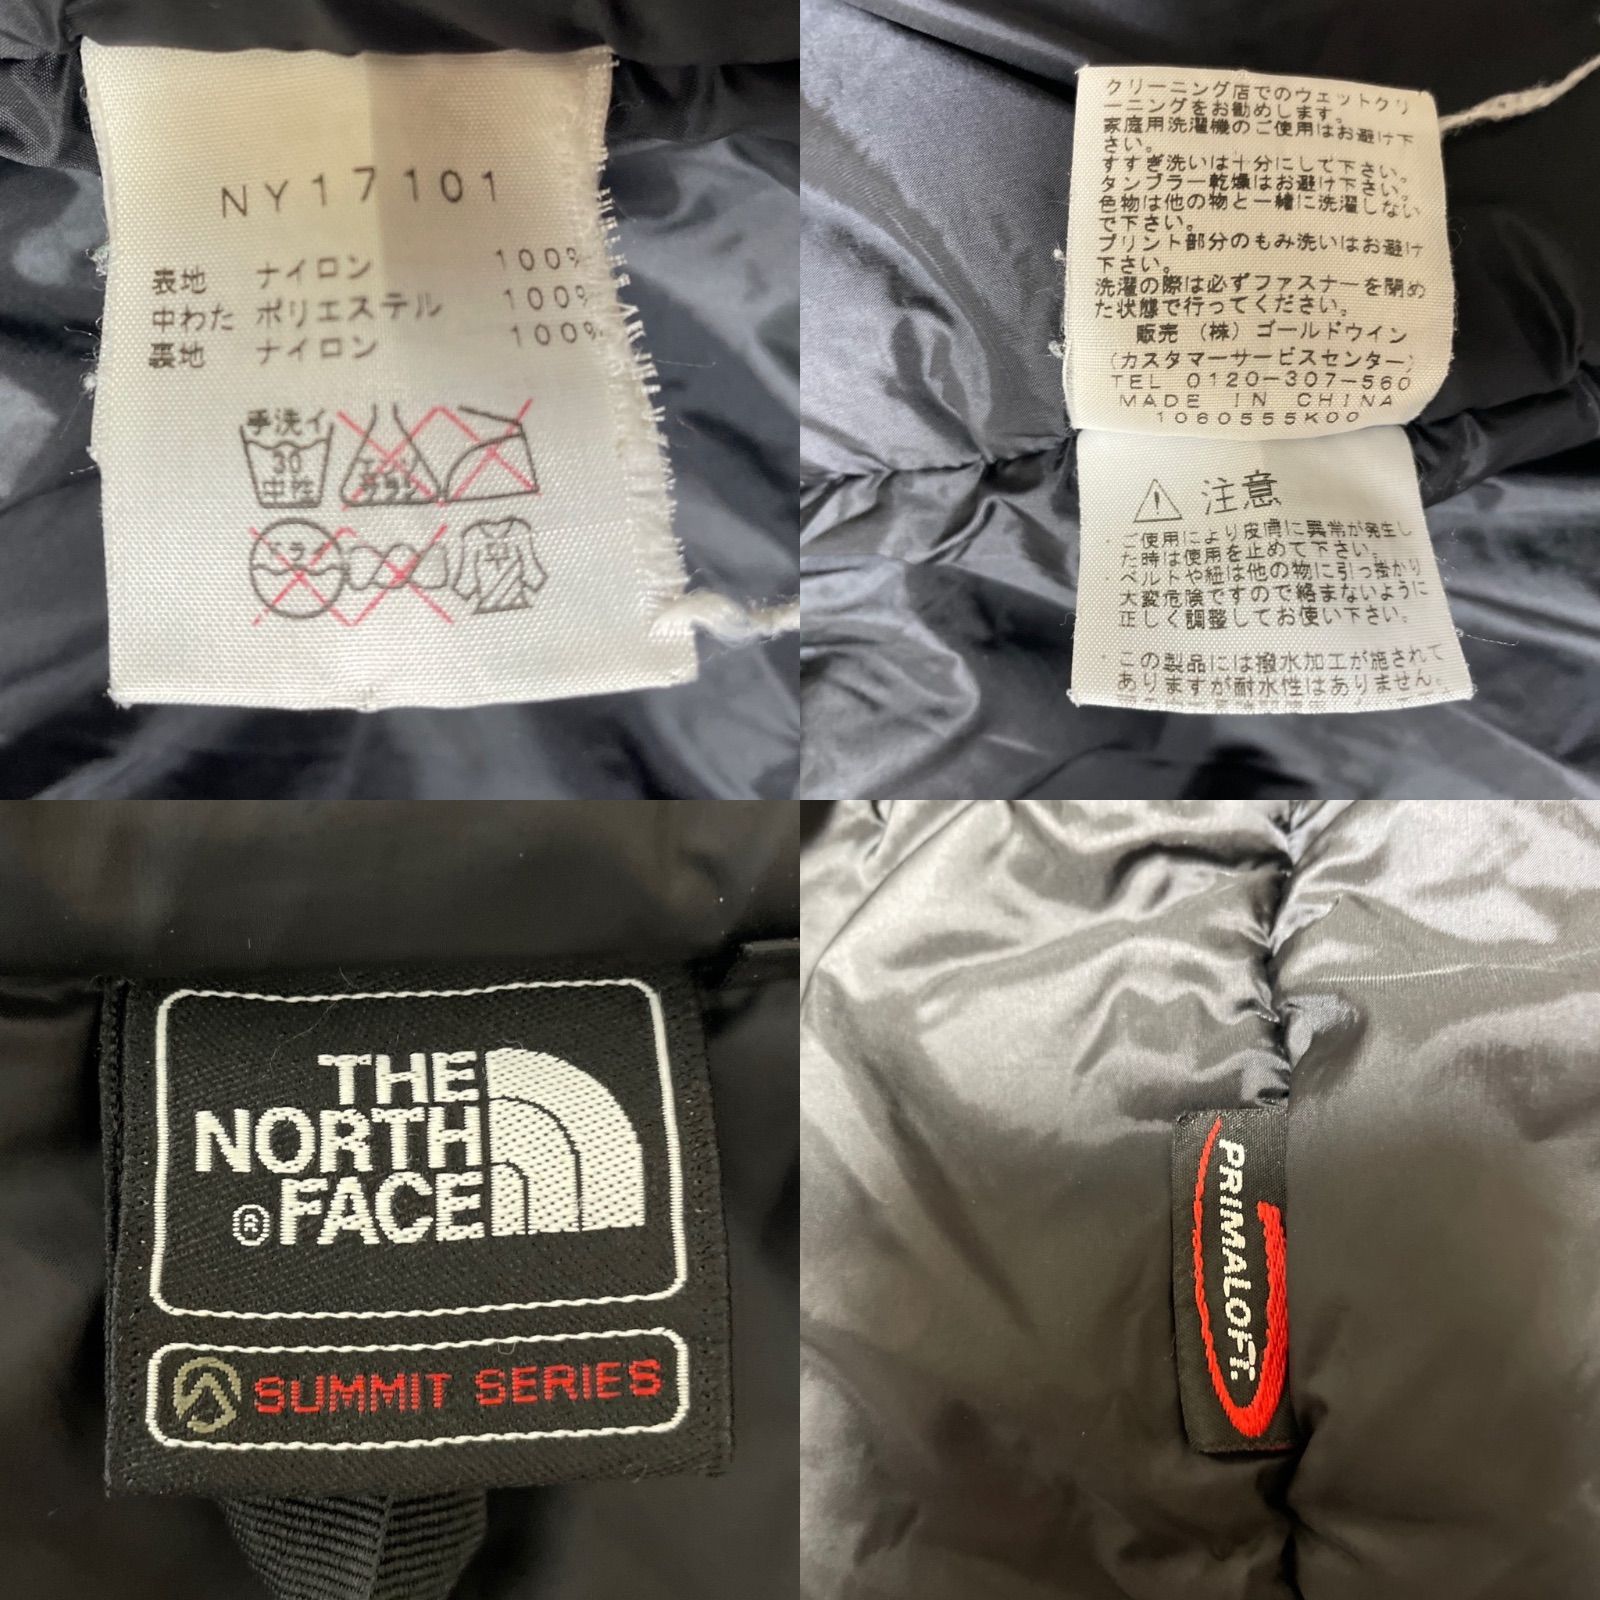 NY17101
表地 ナイロン 100%
中わた ポリエステル 100%
裏地 ナイロン 100%
手洗イ
30
中性
エンソ
サラシ
ドライ
中
クリーニング店でのウェットクリ
ーニングをお勧めします。
家庭用洗濯機のご使用はお避け下
さい。
すすぎ洗いは十分にして下さい。
タンブラー乾燥はお避け下さい。
色物は他の物と一緒に洗濯しない
で下さい。
プリント部分のもみ洗いはお避け
下さい。
洗濯の際は必ずファスナーを閉め
た状態で行ってください。
販売 (株) ゴールドウイン
(カスタマーサービスセンター)
TEL 0120-307-560
MADE IN CHINA
1060555K00
注意
ご使用により皮膚に異常が発生し
た時は使用を止めて下さい。
ベルトや紐は他の物に引っ掛かり
大変危険ですので絡まないように
正しく調整してお使い下さい。
この製品には撥水加工が施されて
ありますが耐水性はありません。
THE
NORTH
®FACE
SUMMIT SERIES
PRIMALOFT